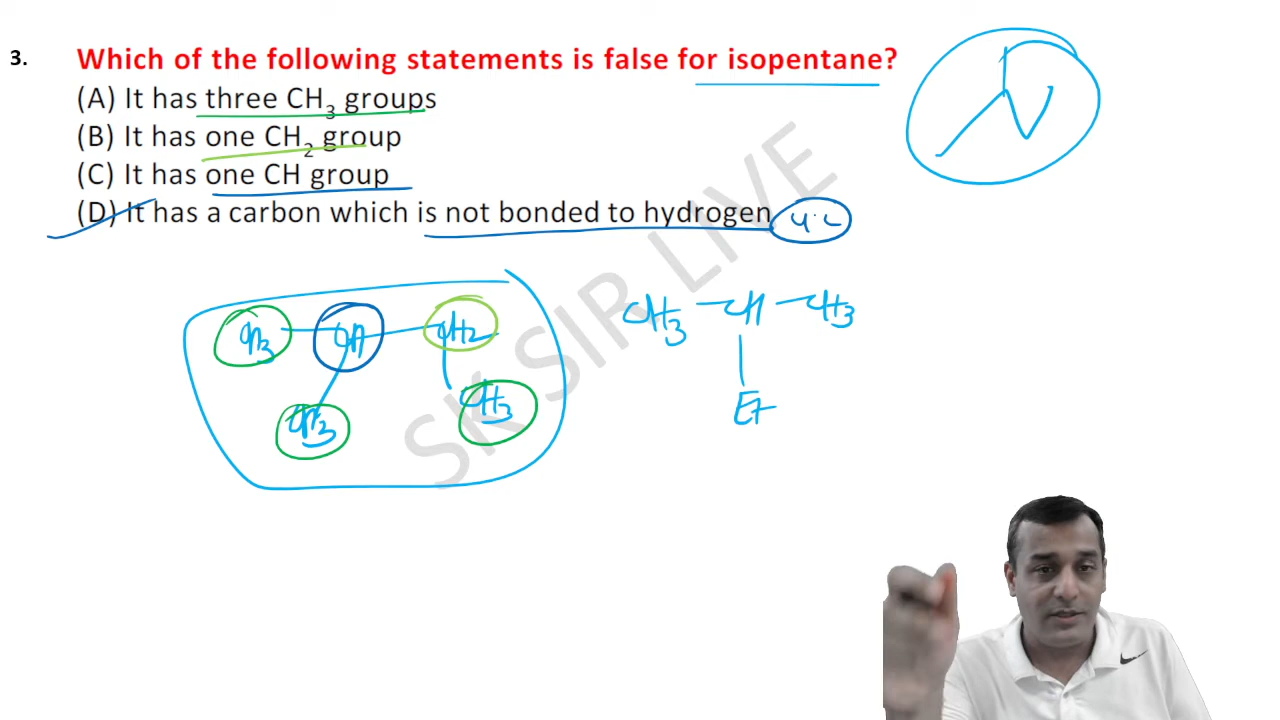 3. Which of the following statements is false for isopentane?
(A) It has three CH₃ groups
(B) It has one CH₂ group
(C) It has one CH group
(D) It has a carbon which is not bonded to hydrogen 4°C
CH₃ – CH – CH₂
CH₃ CH₃
CH₃ – CH – CH₃
Et
SK SIR LIVE